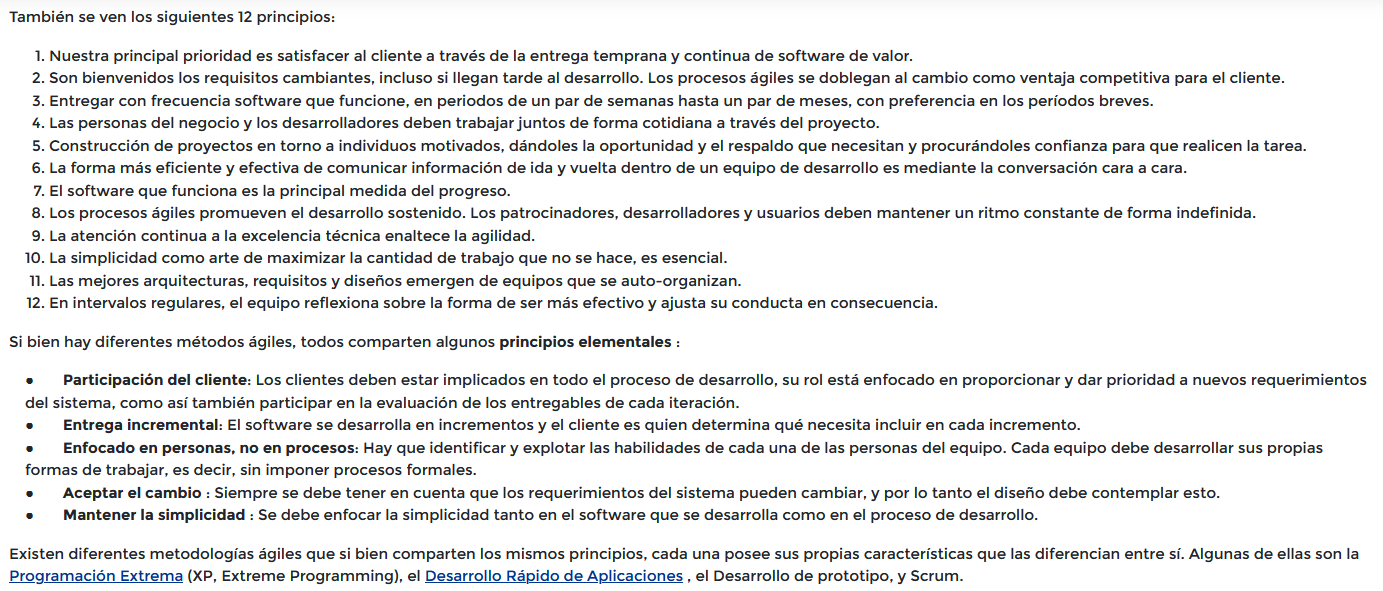 También se ven los siguientes 12 principios:
1. Nuestra principal prioridad es satisfacer al cliente a través de la entrega temprana y continua de software de valor.
2. Son bienvenidos los requisitos cambiantes, incluso si llegan tarde al desarrollo. Los procesos ágiles se doblegan al cambio como ventaja competitiva para el cliente.
3. Entregar con frecuencia software que funcione, en periodos de un par de semanas hasta un par de meses, con preferencia en los períodos breves.
4. Las personas del negocio y los desarrolladores deben trabajar juntos de forma cotidiana a través del proyecto.
5. Construcción de proyectos en torno a individuos motivados, dándoles la oportunidad y el respaldo que necesitan y procurándoles confianza para que realicen la tarea.
6. La forma más eficiente y efectiva de comunicar información de ida y vuelta dentro de un equipo de desarrollo es mediante la conversación cara a cara.
7. El software que funciona es la principal medida del progreso.
8. Los procesos ágiles promueven el desarrollo sostenido. Los patrocinadores, desarrolladores y usuarios deben mantener un ritmo constante de forma indefinida.
9. La atención continua a la excelencia técnica enaltece la agilidad.
10. La simplicidad como arte de maximizar la cantidad de trabajo que no se hace, es esencial.
11. Las mejores arquitecturas, requisitos y diseños emergen de equipos que se auto-organizan.
12. En intervalos regulares, el equipo reflexiona sobre la forma de ser más efectivo y ajusta su conducta en consecuencia.
Si bien hay diferentes métodos ágiles, todos comparten algunos principios elementales :
● Participación del cliente: Los clientes deben estar implicados en todo el proceso de desarrollo, su rol está enfocado en proporcionar y dar prioridad a nuevos requerimientos
del sistema, como así también participar en la evaluación de los entregables de cada iteración.
● Entrega incremental: El software se desarrolla en incrementos y el cliente es quien determina qué necesita incluir en cada incremento.
● Enfocado en personas, no en procesos: Hay que identificar y explotar las habilidades de cada una de las personas del equipo. Cada equipo debe desarrollar sus propias
formas de trabajar, es decir, sin imponer procesos formales.
● Aceptar el cambio : Siempre se debe tener en cuenta que los requerimientos del sistema pueden cambiar, y por lo tanto el diseño debe contemplar esto.
● Mantener la simplicidad : Se debe enfocar la simplicidad tanto en el software que se desarrolla como en el proceso de desarrollo.
Existen diferentes metodologías ágiles que si bien comparten los mismos principios, cada una posee sus propias características que las diferencian entre sí. Algunas de ellas son la
Programación Extrema (XP, Extreme Programming), el Desarrollo Rápido de Aplicaciones , el Desarrollo de prototipo, y Scrum.